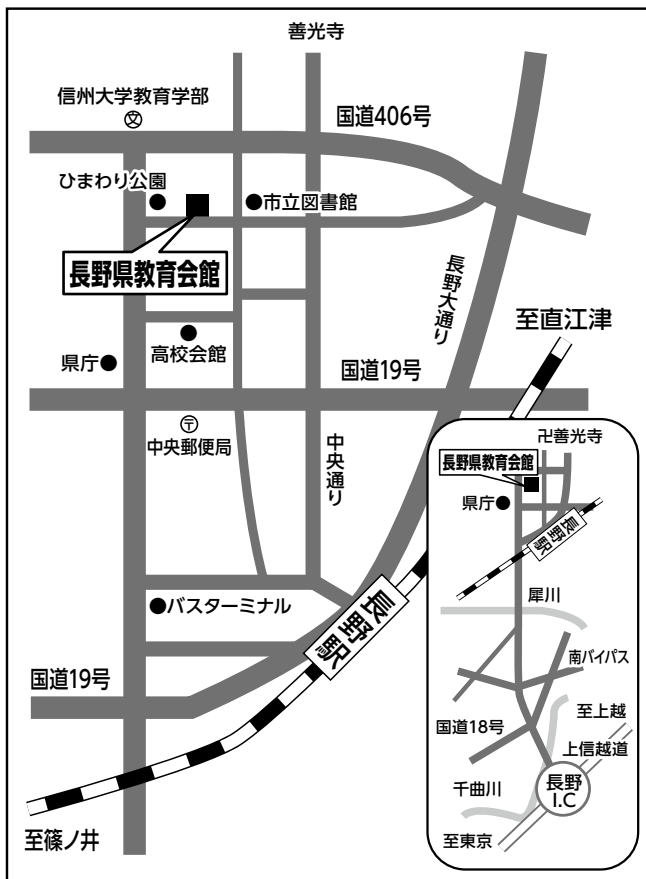 善光寺
信州大学教育学部
文
国道406号
ひまわり公園
市立図書館
長野県教育会館
長野大通り
至直江津
高校会館
県庁
国道19号
〒
中央郵便局
中央通り
バスターミナル
長野駅
国道19号
至篠ノ井
卍善光寺
長野県教育会館
県庁
長野駅
犀川
南バイパス
至上越
国道18号
上信越道
長野
I.C
千曲川
至東京